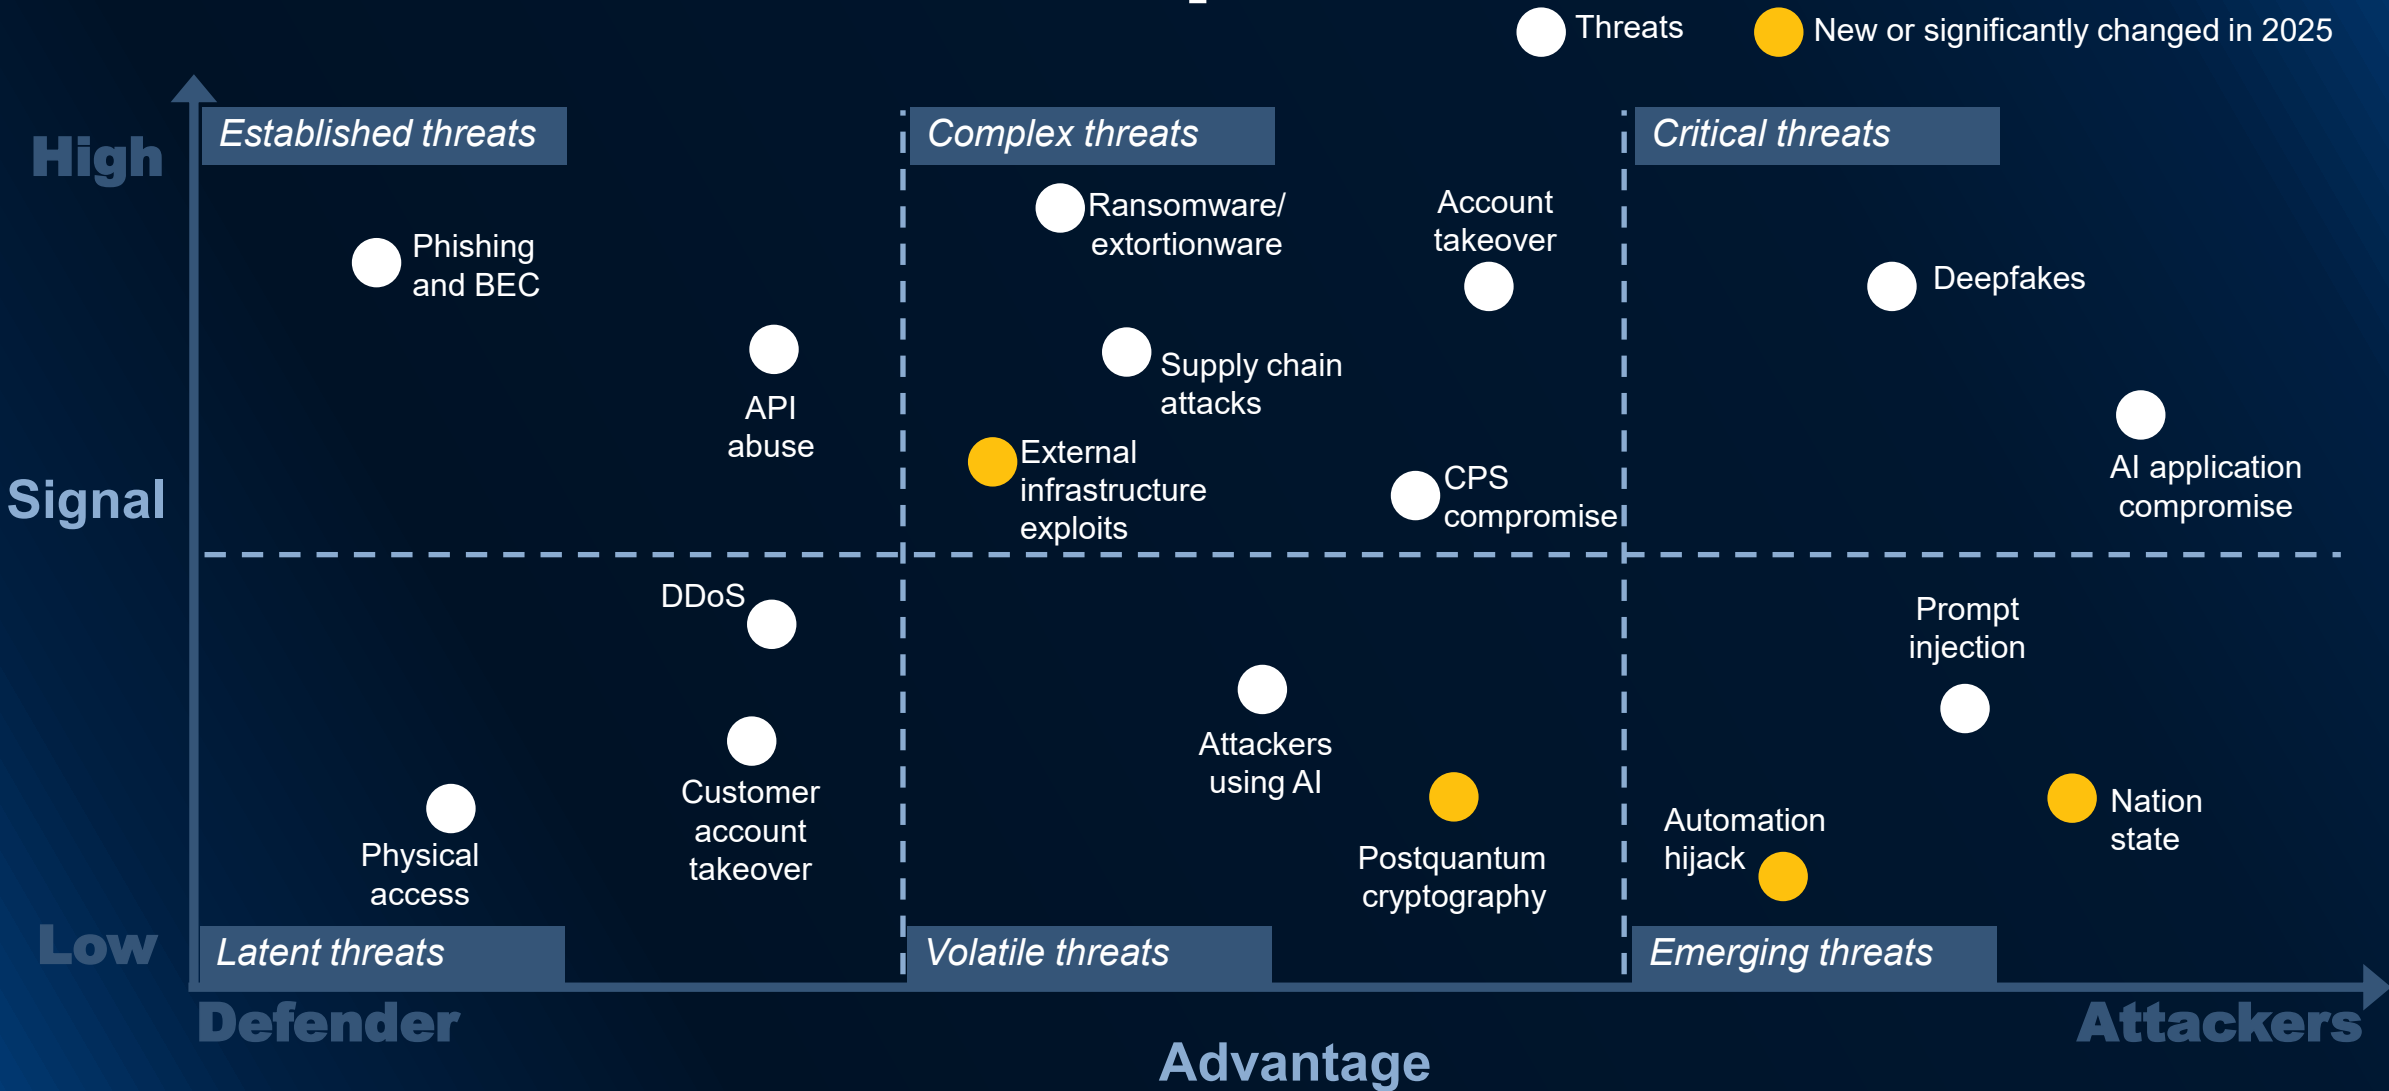 Threats
New or significantly changed in 2025
High
Established threats
Complex threats
Critical threats
Phishing
and BEC
API
abuse
Ransomware/
extortionware
Account
takeover
Supply chain
attacks
External
infrastructure
exploits
CPS
compromise
Deepfakes
AI application
compromise
Signal
DDoS
Customer
account
takeover
Physical
access
Attackers
using AI
Postquantum
cryptography
Prompt
injection
Automation
hijack
Nation
state
Low
Latent threats
Volatile threats
Emerging threats
Defender
Attackers
Advantage